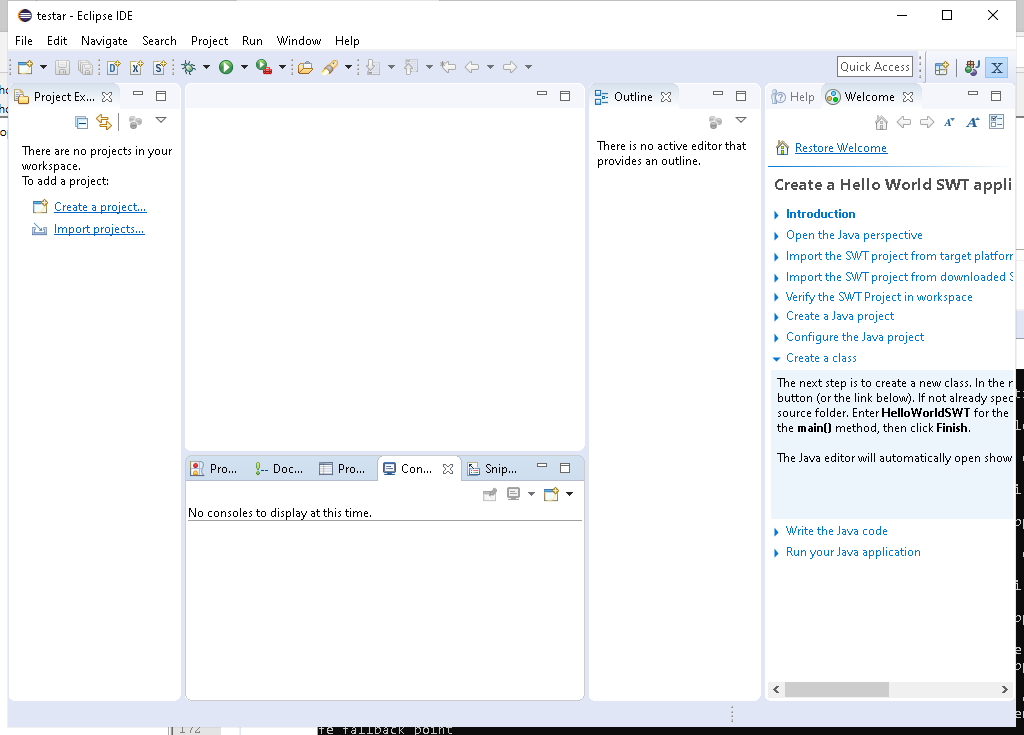 testar - Eclipse IDE
File Edit Navigate Search Project Run Window Help
Quick Access
Project Ex...
There are no projects in your
workspace.
To add a project:
Create a project...
Import projects...
Outline
There is no active editor that
provides an outline.
Help
Welcome
Restore Welcome
Create a Hello World SWT appli
Introduction
Open the Java perspective
Import the SWT project from target platfor
Import the SWT project from downloaded S
Verify the SWT Project in workspace
Create a Java project
Configure the Java project
Create a class
The next step is to create a new class. In the
button (or the link below). If not already spec
source folder. Enter HelloWorldSWT for the
the main() method, then click Finish.
The Java editor will automatically open show
Write the Java code
Run your Java application
Pro... Doc... Pro... Con... Snip...
No consoles to display at this time.
172
fe fallback point